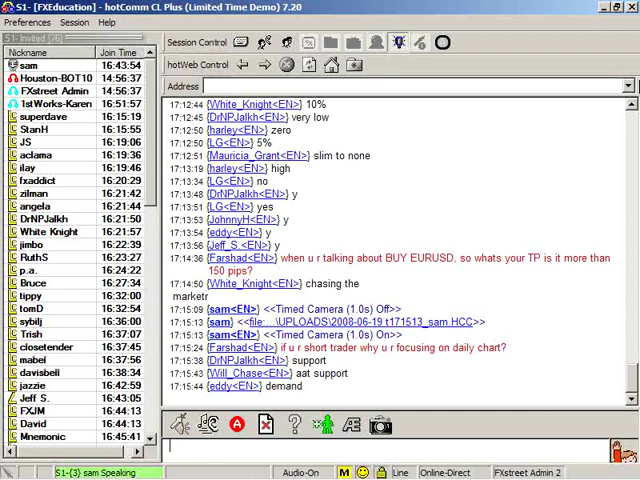 S1- [FXEducation] - hotComm CL Plus (Limited Time Demo) 7.20
Preferences Session Help
S1- Invited [76]
Nickname Join Time
sam 16:43:54
Houston-BOT10 14:56:37
FXstreet Admin 14:56:37
1stWorks-Karen 16:51:57
superdave 16:15:19
StanH 16:15:55
JS 16:19:06
aclama 16:19:36
ilay 16:19:36
fxaddict 16:20:29
zilman 16:21:42
angela 16:21:44
DrNPJalkh 16:21:50
White Knight 16:21:57
jimbo 16:22:39
RuthS 16:23:27
p.a. 16:24:22
Bruce 16:27:34
tippy 16:32:00
tomD 16:34:54
sybilj 16:36:00
Trish 16:37:09
closetender 16:37:14
mabel 16:37:29
davisbell 16:37:14
jazzie 16:42:59
Jeff S. 16:43:05
FXJM 16:44:13
David 16:44:13
Mnemonic 16:45:41
Session Control
hotWeb Control
Address
17:12:44 {White_Knight<EN>} 10%
17:12:45 {DrNPJalkh<EN>} very low
17:12:50 {harley<EN>} zero
17:12:50 {LG<EN>} 5%
17:12:51 {Mauricia_Grant<EN>} slim to none
17:13:19 {harley<EN>} high
17:13:34 {LG<EN>} no
17:13:48 {DrNPJalkh<EN>} y
17:13:51 {LG<EN>} yes
17:13:53 {JohnnyH<EN>} y
17:13:54 {eddy<EN>} y
17:13:56 {Jeff_S.<EN>} y
17:14:36 {Farshad<EN>} when u r talking about BUY EURUSD, so whats your TP is it more than
150 pips?
17:14:50 {White_Knight<EN>} chasing the
marketr
17:15:09 {sam<EN>} <<Timed Camera (1.0s) Off>>
17:15:13 {sam} <<file:...\UPLOADS\2008-06-19 t171513_sam.HCC>>
17:15:13 {sam<EN>} <<Timed Camera (1.0s) On>>
17:15:24 {Farshad<EN>} if u r short trader why u r focusing on daily chart?
17:15:38 {DrNPJalkh<EN>} support
17:15:43 {Will_Chase<EN>} aat support
17:15:44 {eddy<EN>} demand
S1-{3} sam Speaking Audio-On M Line Online-Direct FXstreet Admin 2